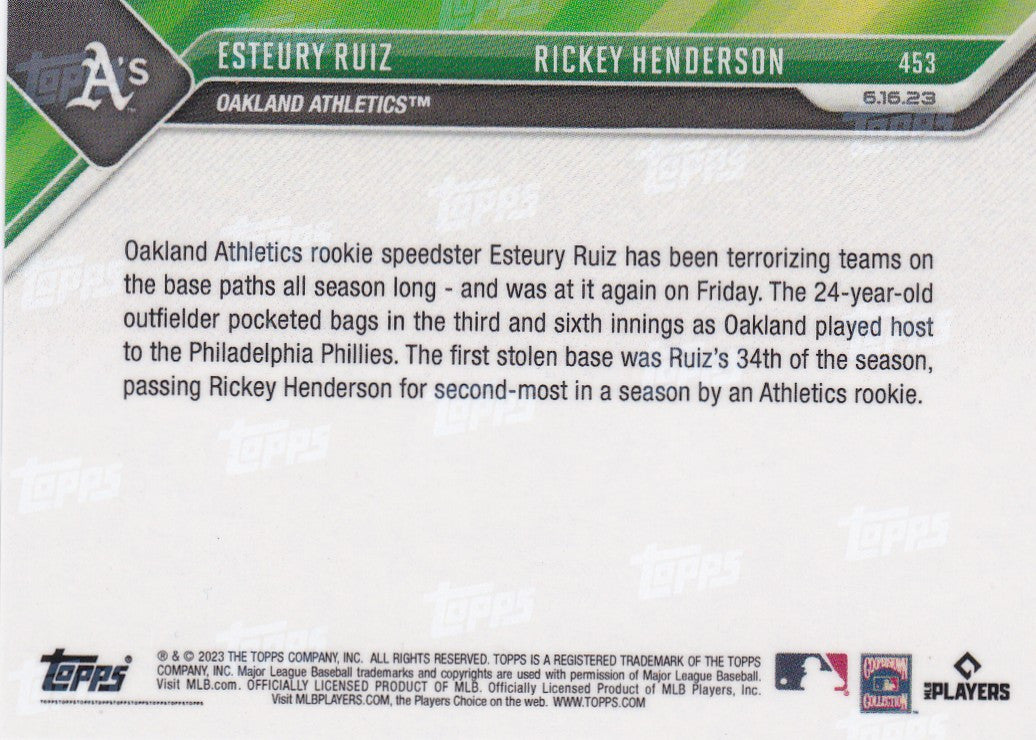 A's
ESTEURY RUIZ RICKEY HENDERSON 453
OAKLAND ATHLETICS™ 6.16.23
Oakland Athletics rookie speedster Esteury Ruiz has been terrorizing teams on
the base paths all season long - and was at it again on Friday. The 24-year-old
outfielder pocketed bags in the third and sixth innings as Oakland played host
to the Philadelphia Phillies. The first stolen base was Ruiz's 34th of the season,
passing Rickey Henderson for second-most in a season by an Athletics rookie.
Topps®
® & © 2023 THE TOPPS COMPANY, INC. ALL RIGHTS RESERVED. TOPPS IS A REGISTERED TRADEMARK OF THE TOPPS
COMPANY, INC. Major League Baseball trademarks and copyrights are used with permission of Major League Baseball.
Visit MLB.com. OFFICIALLY LICENSED PRODUCT OF MLB. Officially Licensed Product of MLB Players, Inc.
Visit MLBPLAYERS.COM, the Players Choice on the web. WWW.TOPPS.COM
COOPERSTOWN
COLLECTION
MLB PLAYERS